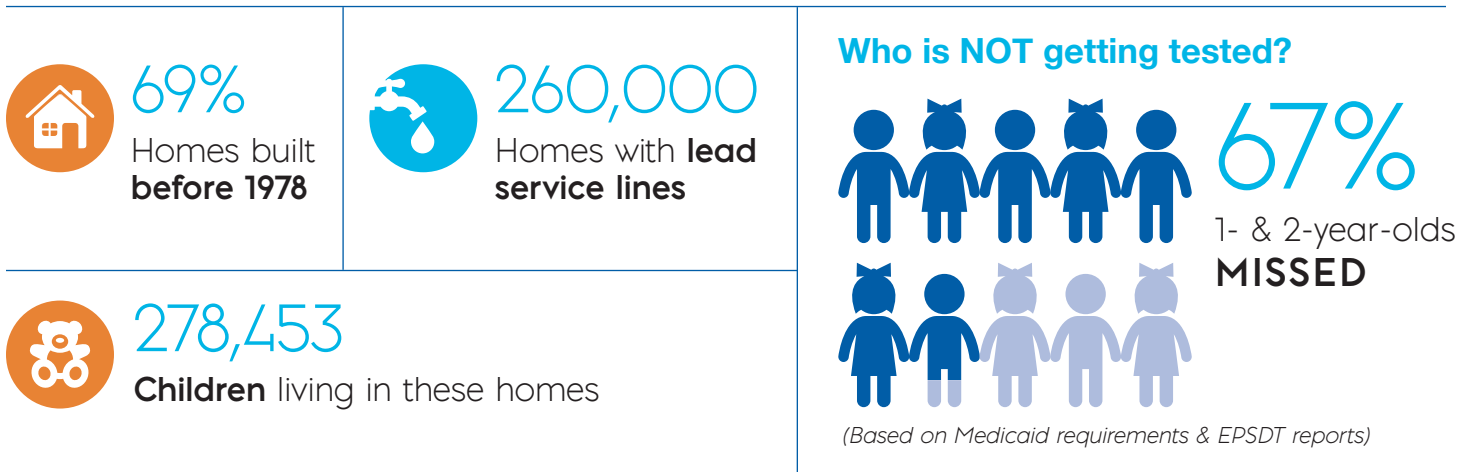 69%
Homes built
before 1978
260,000
Homes with lead
service lines
278,453
Children living in these homes
Who is NOT getting tested?
67%
1- & 2-year-olds
MISSED
(Based on Medicaid requirements & EPSDT reports)